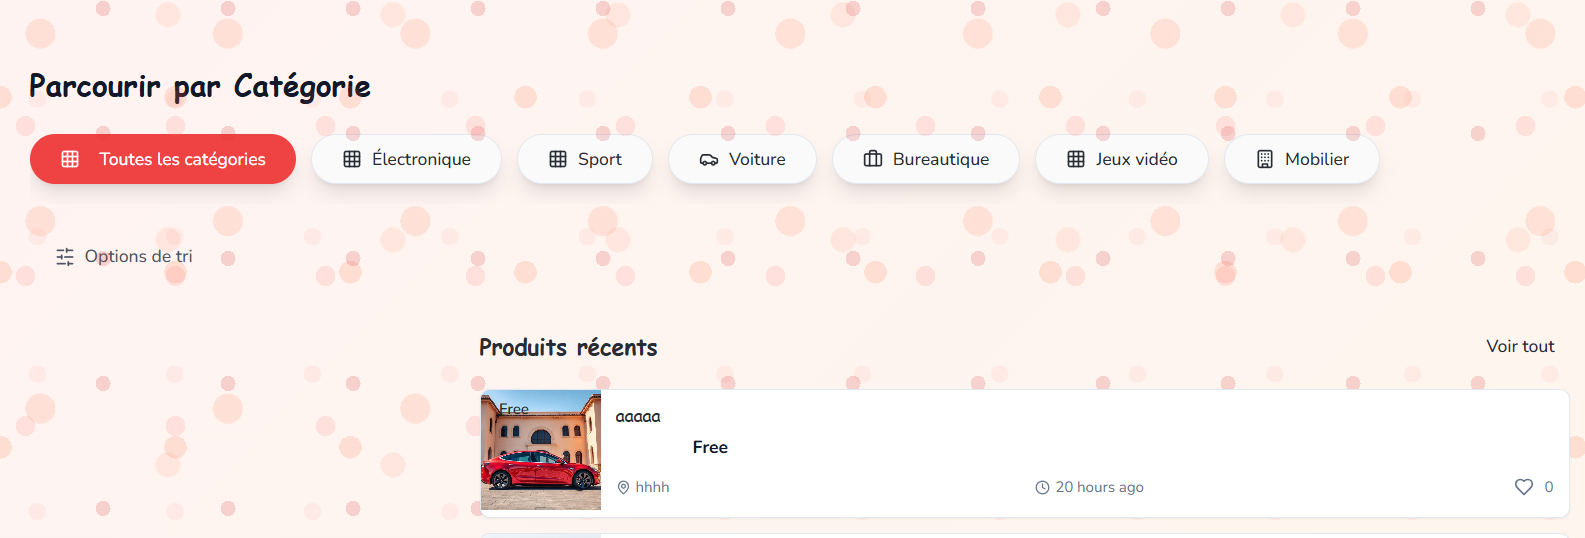 Parcourir par Catégorie
Toutes les catégories
Électronique
Sport
Voiture
Bureautique
Jeux vidéo
Mobilier
Options de tri
Produits récents
Voir tout
Free
aaaaa
Free
hhhh
20 hours ago
0